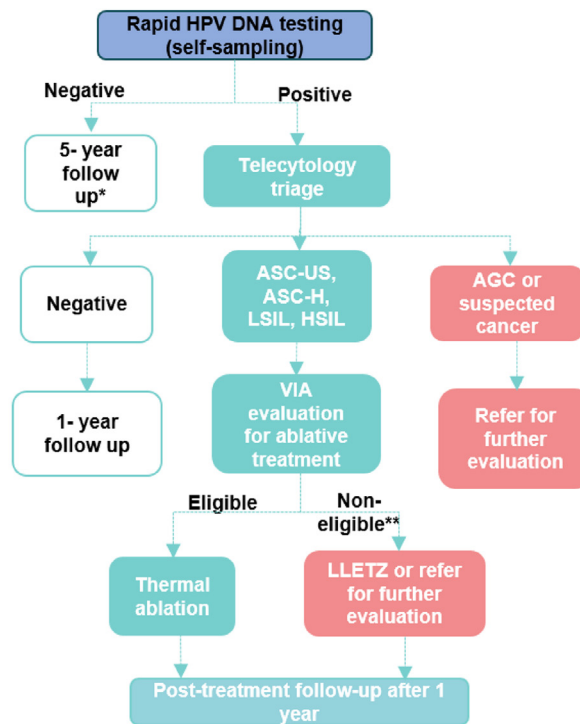 Rapid HPV DNA testing
(self-sampling)
Negative
Positive
5- year
follow
up*
Telecytology
triage
Negative
ASC-US,
ASC-H,
LSIL, HSIL
AGC or
suspected
cancer
1- year
follow up
VIA
evaluation
for ablative
treatment
Refer for
further
evaluation
Eligible
Non-
eligible**
Thermal
ablation
LLETZ or refer
for further
evaluation
Post-treatment follow-up after 1
year